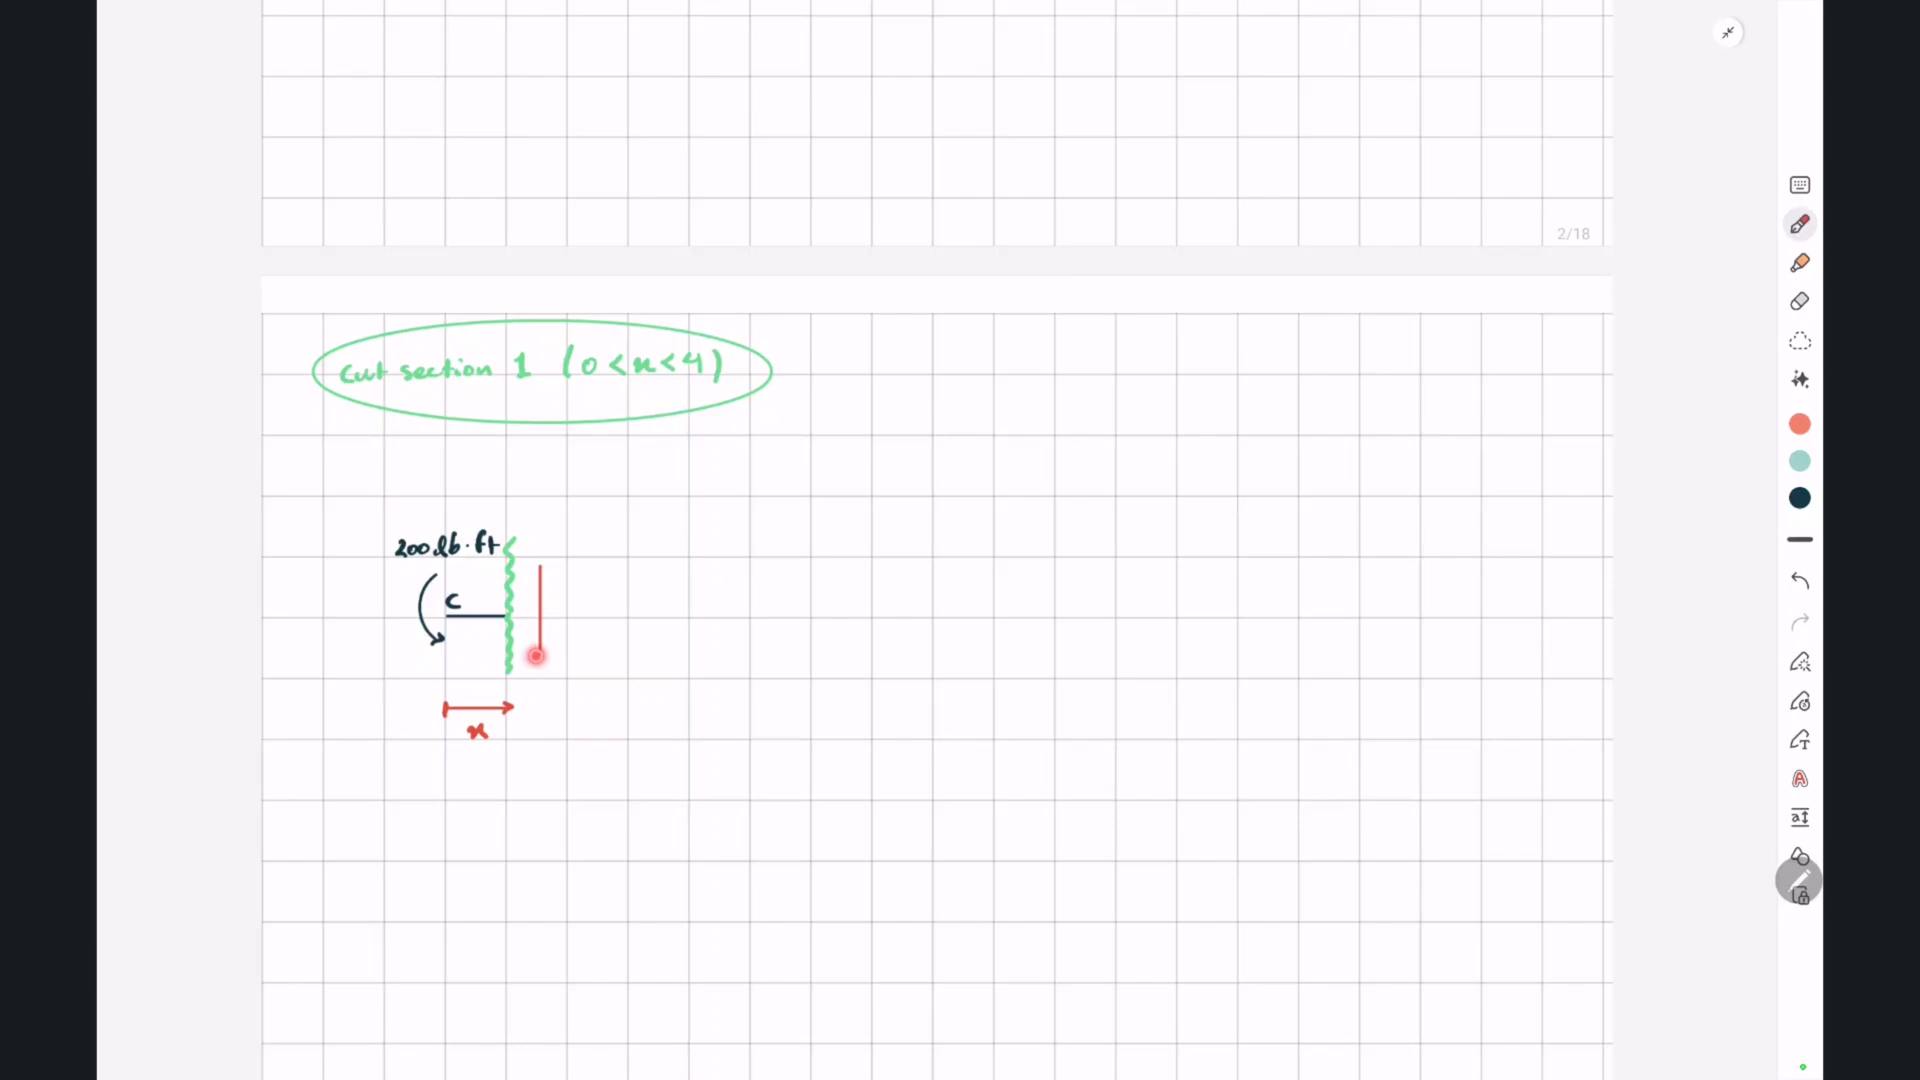 2/18
Cut section 1 (0 < x < 4)
200 lb·ft
C
x